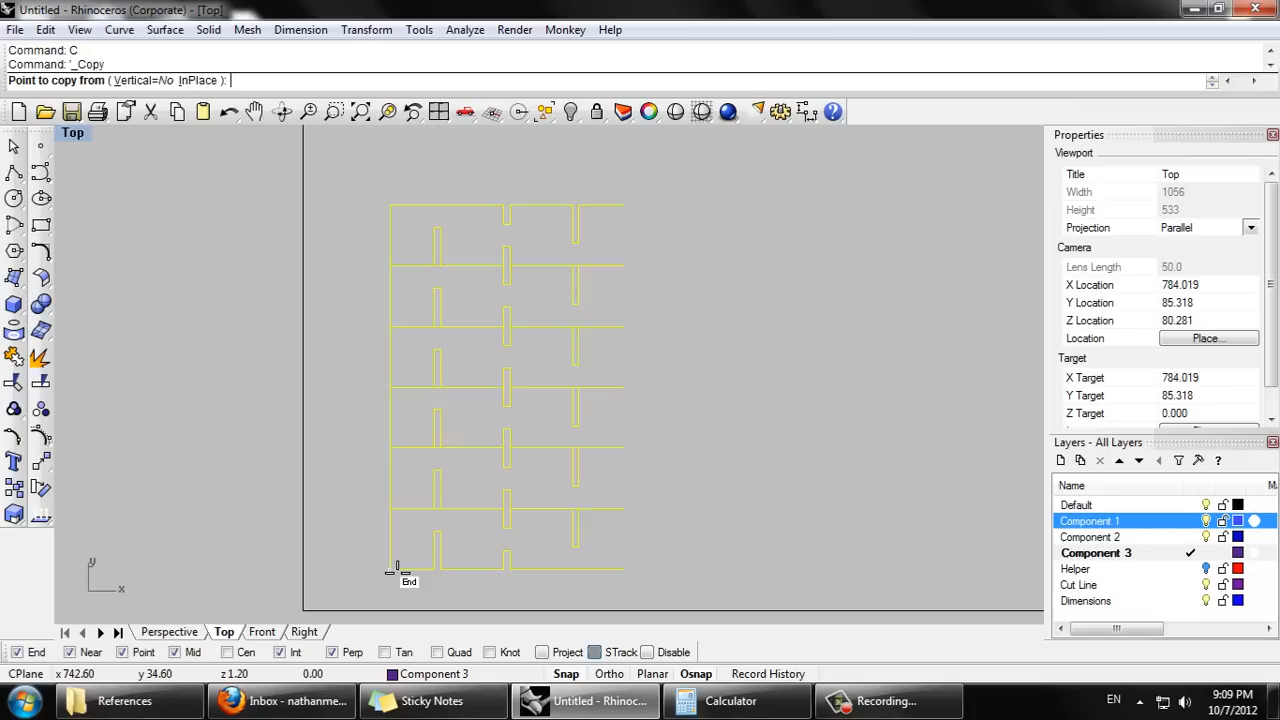 Untitled - Rhinoceros (Corporate) - [Top]
File Edit View Curve Surface Solid Mesh Dimension Transform Tools Analyze Render Monkey Help
Command: C
Command: '_Copy
Point to copy from ( Vertical=No InPlace ):
Top
Properties
Viewport
Title Top
Width 1056
Height 533
Projection Parallel
Camera
Lens Length 50.0
X Location 784.019
Y Location 85.318
Z Location 80.281
Location Place...
Target
X Target 784.019
Y Target 85.318
Z Target 0.000
Layers - All Layers
Name M
Default
Component 1
Component 2
Component 3
Helper
Cut Line
Dimensions
End
y
x
Perspective Top Front Right
End Near Point Mid Cen Int Perp Tan Quad Knot Project STrack Disable
CPlane x 742.60 y 34.60 z 1.20 0.00 Component 3 Snap Ortho Planar Osnap Record History
References Inbox - nathanme... Sticky Notes Untitled - Rhinoc... Calculator Recording... EN 9:09 PM
10/7/2012